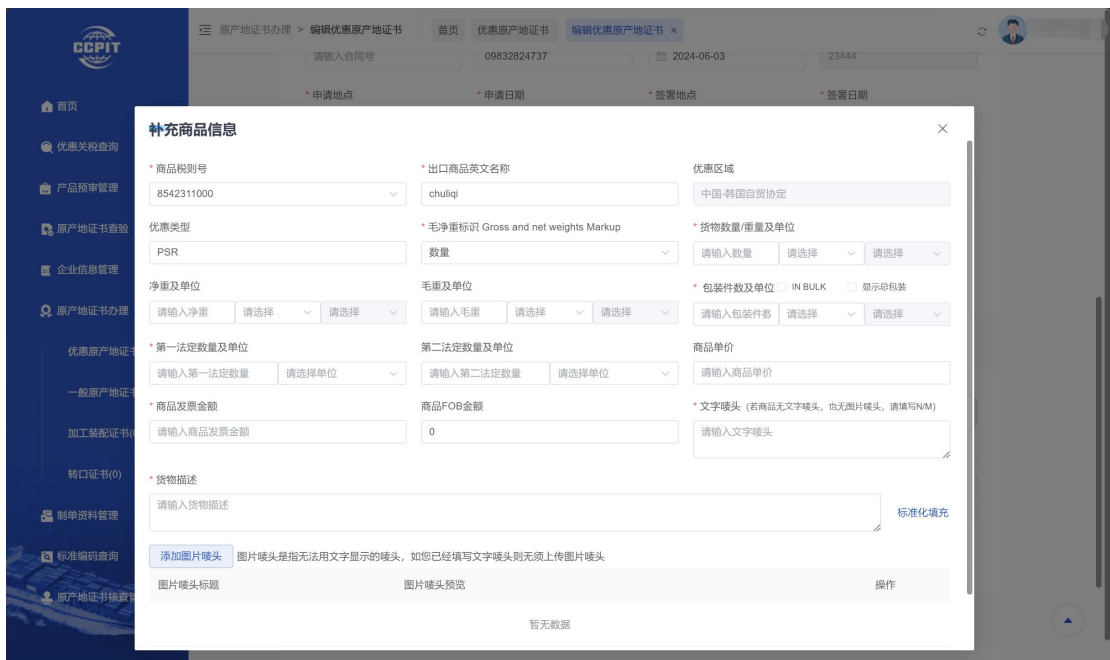 CCPIT
原产地证书办理 > 编辑优惠原产地证书 首页 优惠原产地证书 编辑优惠原产地证书 ×
请输入合同号 09832824737 2024-06-03 23444
* 申请地点 * 申请日期 * 签署地点 * 签署日期
首页
优惠关税查询
产品预审管理
原产地证书查验
企业信息管理
原产地证书办理
优惠原产地证
一般原产地证
加工装配证书(
转口证书(0)
制单资料管理
标准编码查询
原产地证书核查管
补充商品信息
* 商品税则号 * 出口商品英文名称 优惠区域
8542311000 chuliqi 中国-韩国自贸协定
优惠类型 * 毛净重标识 Gross and net weights Markup * 货物数量/重量及单位
PSR 数量 请输入数量 请选择 请选择
净重及单位 毛重及单位 * 包装件数及单位 IN BULK 显示总包装
请输入净重 请选择 请选择 请输入毛重 请选择 请选择 请输入包装件数 请选择 请选择
* 第一法定数量及单位 第二法定数量及单位 商品单价
请输入第一法定数量 请选择单位 请输入第二法定数量 请选择单位 请输入商品单价
* 商品发票金额 商品FOB金额 * 文字唛头 (若商品无文字唛头，也无图片唛头，请填写N/M)
请输入商品发票金额 0 请输入文字唛头
* 货物描述
请输入货物描述 标准化填充
添加图片唛头 图片唛头是指无法用文字显示的唛头，如您已经填写文字唛头则无须上传图片唛头
图片唛头标题 图片唛头预览 操作
暂无数据